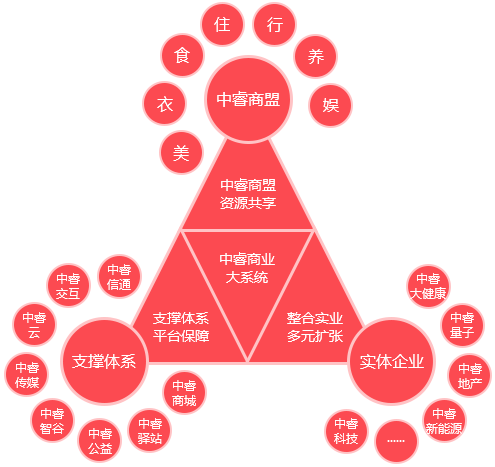 住
行
食
养
衣
娱
美
中睿商盟
中睿商盟
资源共享
中睿商业
大系统
支撑体系
平台保障
整合实业
多元扩张
支撑体系
中睿
信通
中睿
交互
中睿
云
中睿
传媒
中睿
智谷
中睿
公益
中睿
驿站
中睿
商城
实体企业
中睿
大健康
中睿
量子
中睿
地产
中睿
新能源
......
中睿
科技